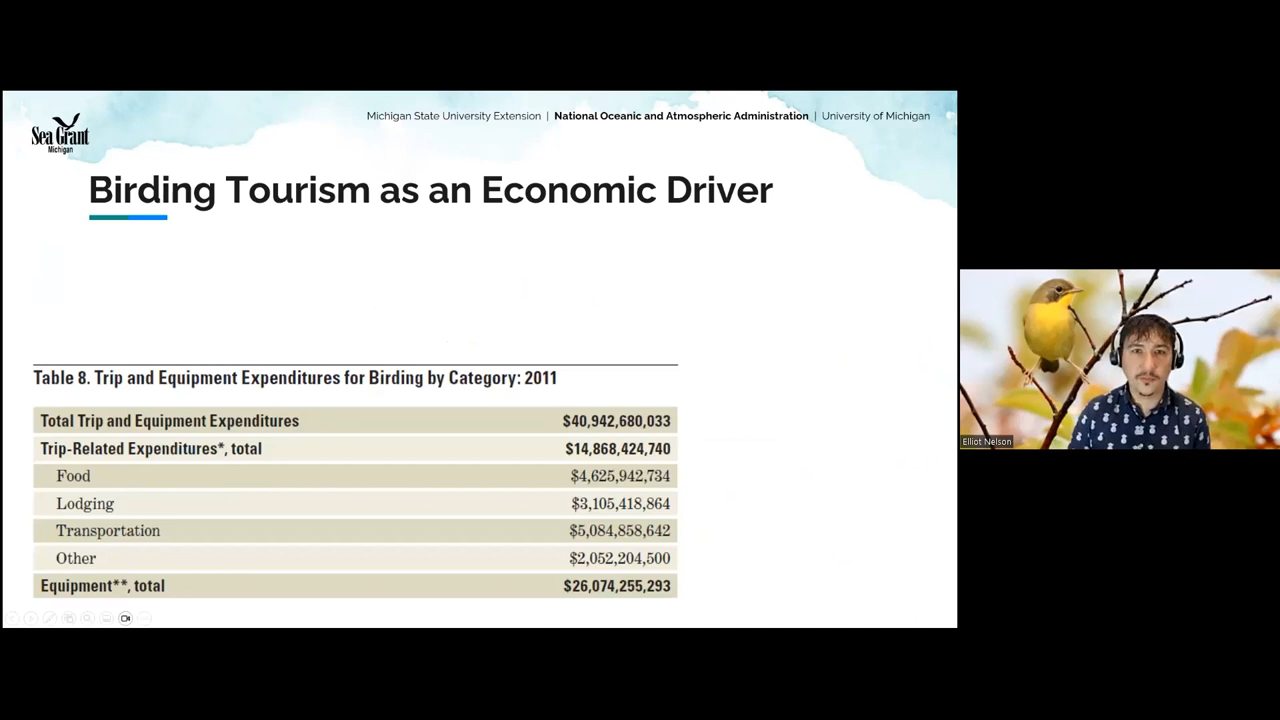 Sea Grant
Michigan
Michigan State University Extension | National Oceanic and Atmospheric Administration | University of Michigan
Birding Tourism as an Economic Driver
Table 8. Trip and Equipment Expenditures for Birding by Category: 2011
Total Trip and Equipment Expenditures $40,942,680,033
Trip-Related Expenditures*, total $14,868,424,740
Food $4,625,942,734
Lodging $3,105,418,864
Transportation $5,084,858,642
Other $2,052,204,500
Equipment**, total $26,074,255,293
Elliot Nelson